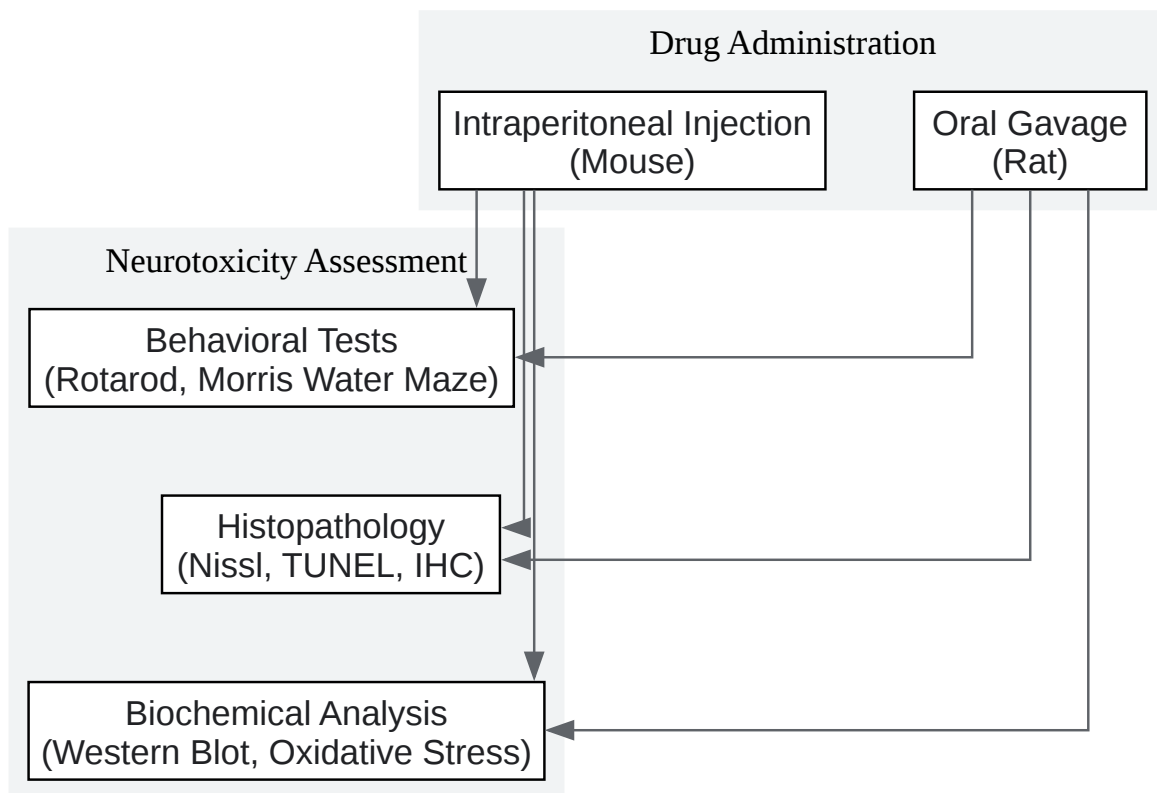 Drug Administration
Intraperitoneal Injection
(Mouse)
Oral Gavage
(Rat)
Neurotoxicity Assessment
Behavioral Tests
(Rotarod, Morris Water Maze)
Histopathology
(Nissl, TUNEL, IHC)
Biochemical Analysis
(Western Blot, Oxidative Stress)